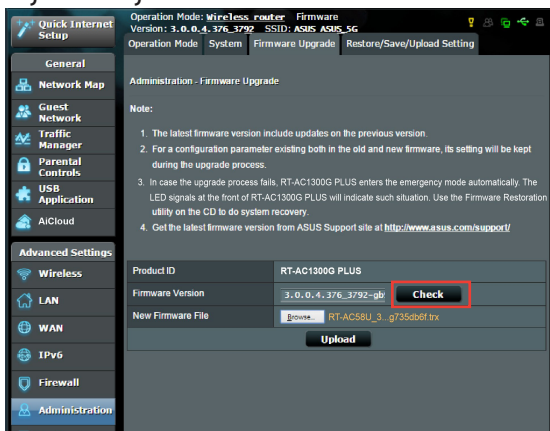 Quick Internet
Setup
Operation Mode: Wireless router Firmware
Version: 3.0.0.4.376_3792 SSID: ASUS ASUS_5G
Operation Mode System Firmware Upgrade Restore/Save/Upload Setting
General
Network Map
Guest
Network
Traffic
Manager
Parental
Controls
USB
Application
AiCloud
Advanced Settings
Wireless
LAN
WAN
IPv6
Firewall
Administration
Administration - Firmware Upgrade
Note:
1. The latest firmware version include updates on the previous version.
2. For a configuration parameter existing both in the old and new firmware, its setting will be kept
during the upgrade process.
3. In case the upgrade process fails, RT-AC1300G PLUS enters the emergency mode automatically. The
LED signals at the front of RT-AC1300G PLUS will indicate such situation. Use the Firmware Restoration
utility on the CD to do system recovery.
4. Get the latest firmware version from ASUS Support site at http://www.asus.com/support/
Product ID RT-AC1300G PLUS
Firmware Version 3.0.0.4.376_3792-gb Check
New Firmware File Browse... RT-AC58U_3...g735db6f.trx
Upload